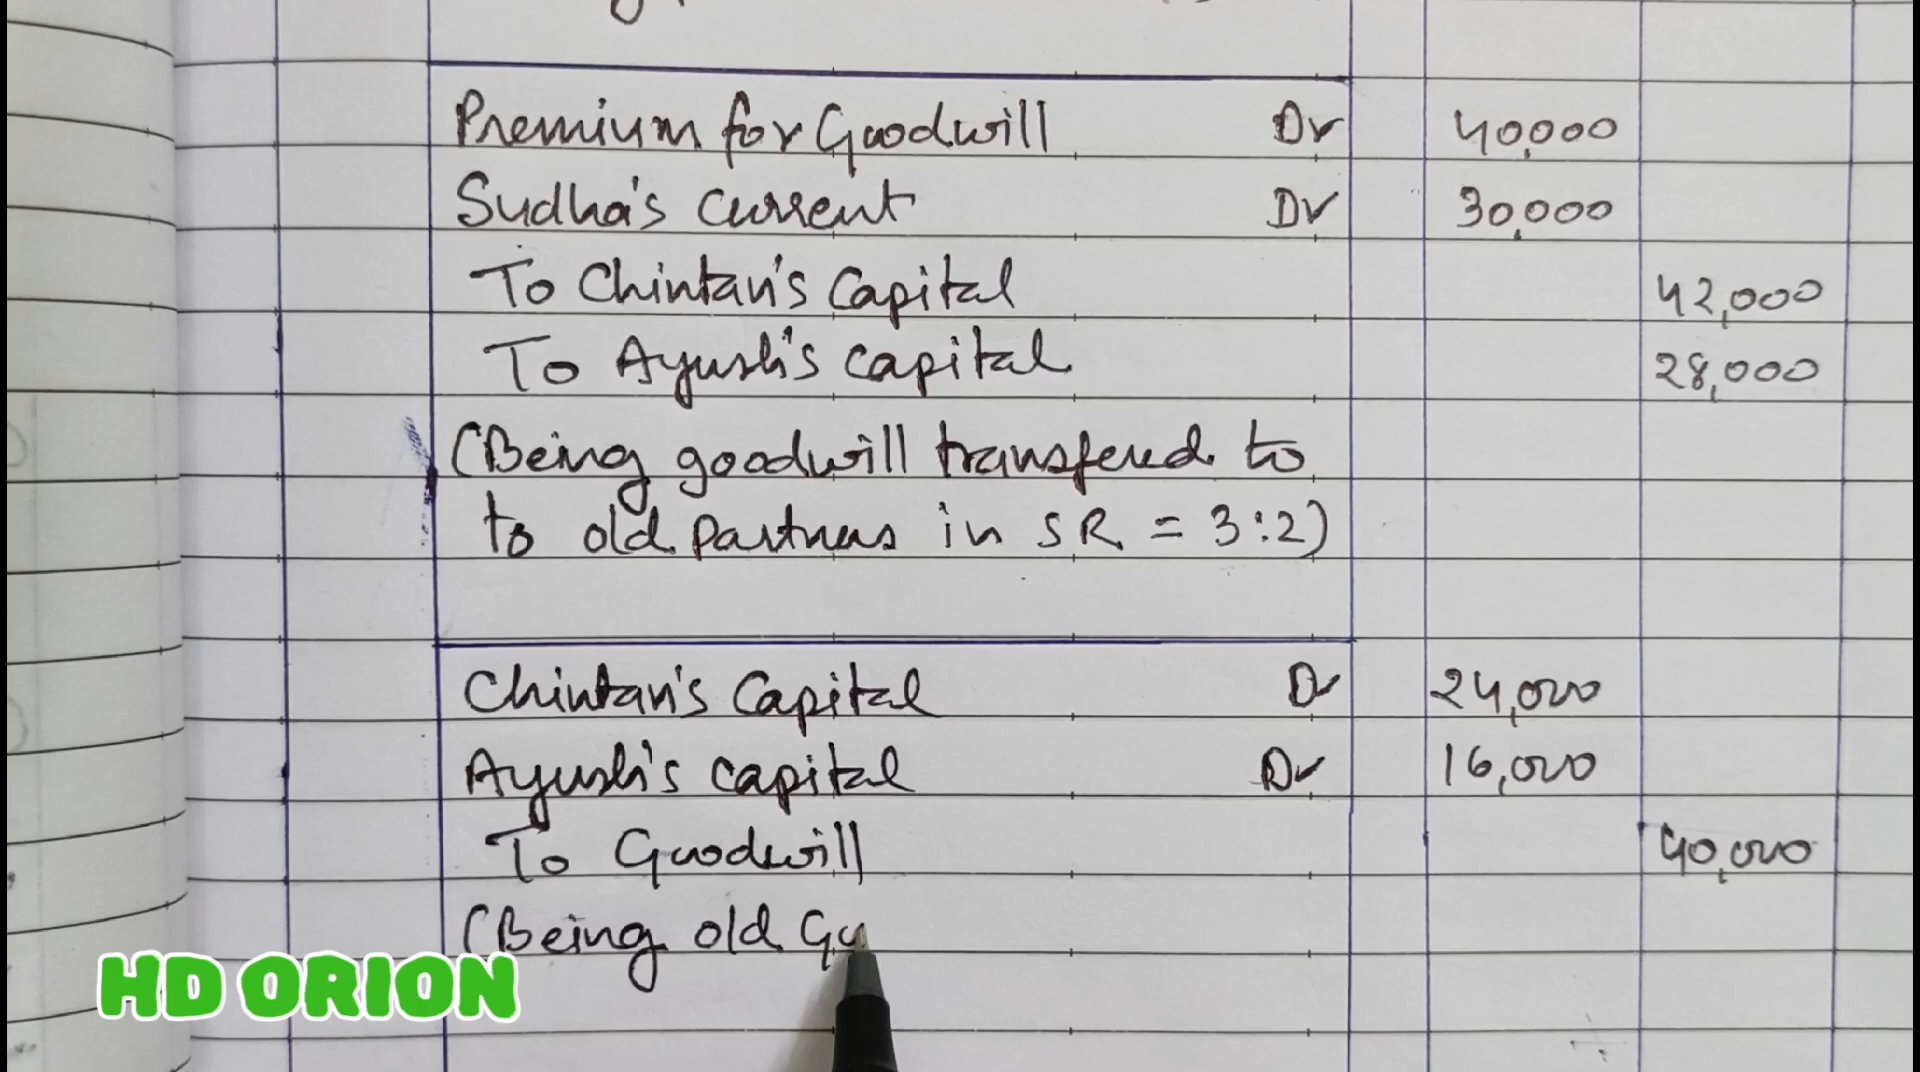 Premium for Goodwill Dr 40,000
Sudha's Current Dr 30,000
To Chintan's Capital 42,000
To Ayush's Capital 28,000
(Being goodwill transfered to
to old partners in SR = 3:2)
Chintan's Capital Dr 24,000
Ayush's Capital Dr 16,000
To Goodwill 40,000
(Being old Go
HD ORION